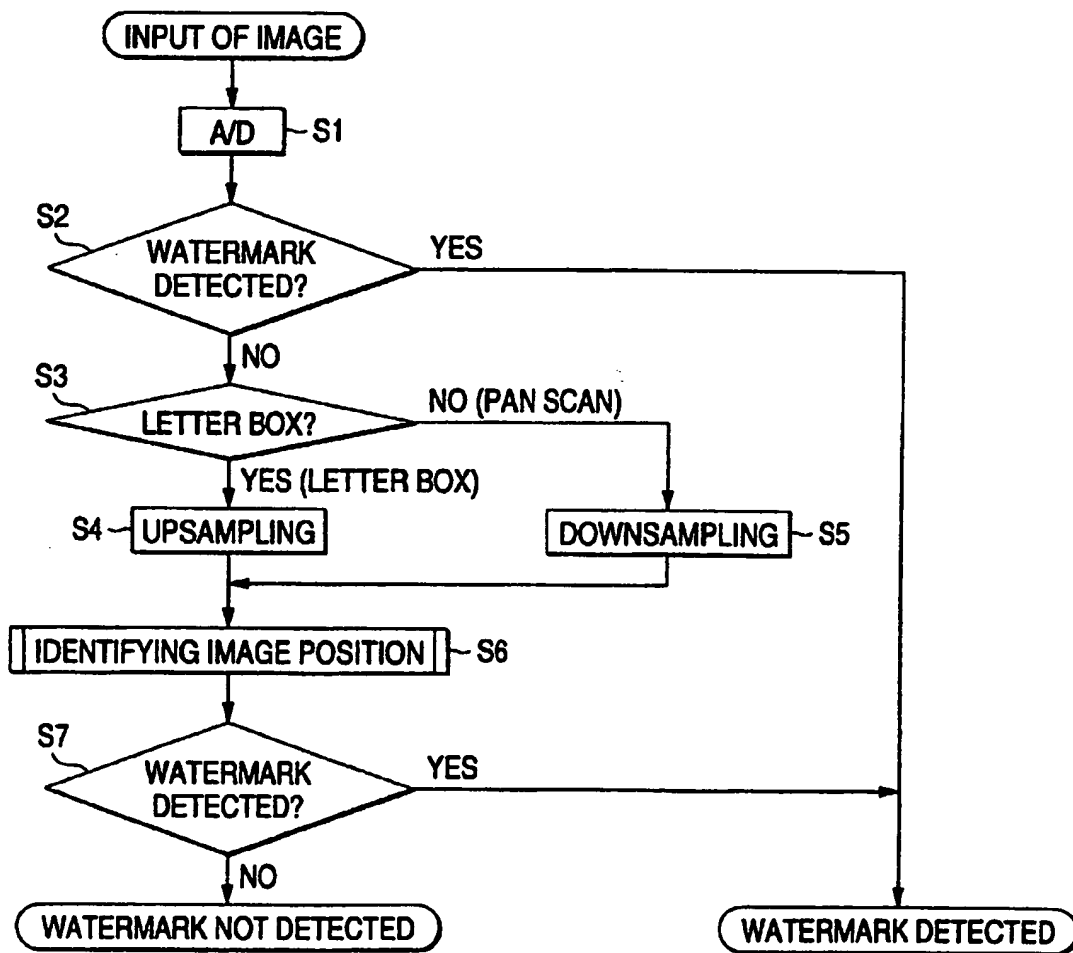 INPUT OF IMAGE
A/D
S1
S2
WATERMARK
DETECTED?
YES
NO
S3
LETTER BOX?
NO (PAN SCAN)
YES (LETTER BOX)
S4
UPSAMPLING
DOWNSAMPLING
S5
IDENTIFYING IMAGE POSITION
S6
S7
WATERMARK
DETECTED?
YES
NO
WATERMARK NOT DETECTED
WATERMARK DETECTED